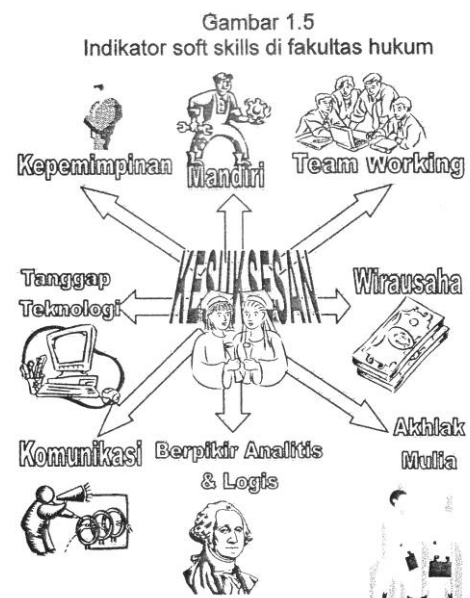 Gambar 1.5
Indikator soft skills di fakultas hukum
Kepemimpinan
Mandiri
Team Working
KESUKSESAN
Tanggap
Teknologi
Wirausaha
Komunikasi
Berpikir Analitis
& Logis
Akhlak
Mulia